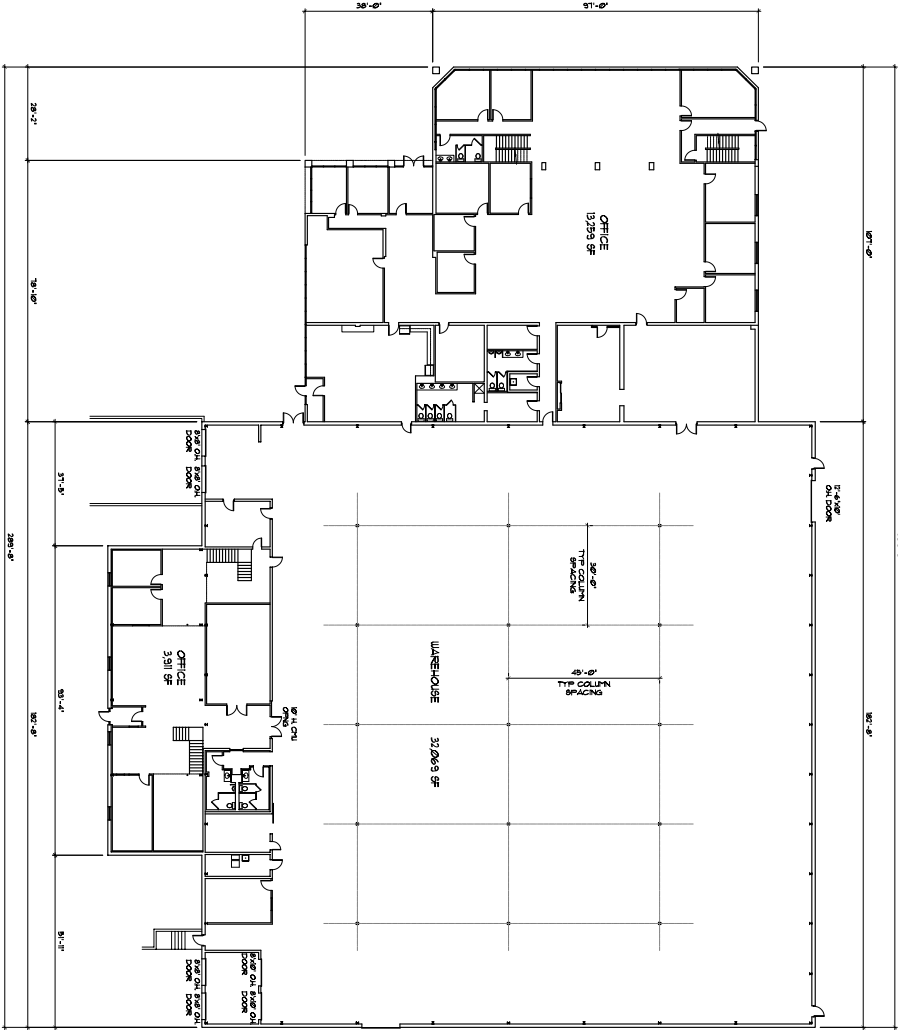 38'-0"
97'-0"
28'-2"
78'-10"
107'-0"
OFFICE
13,259 SF
8'x8' O.H.
DOOR
8'x8' O.H.
DOOR
12'-6"x10'
O.H. DOOR
289'-8"
182'-8"
93'-4"
51'-11"
182'-8"
30'-0"
TYP COLUMN
SPACING
45'-0"
TYP COLUMN
SPACING
WAREHOUSE
32,069 SF
OFFICE
3,911 SF
10' H. CMU
OPNG
8'x8' O.H.
DOOR
8'x8' O.H.
DOOR
8'x10' O.H.
DOOR
8'x10' O.H.
DOOR